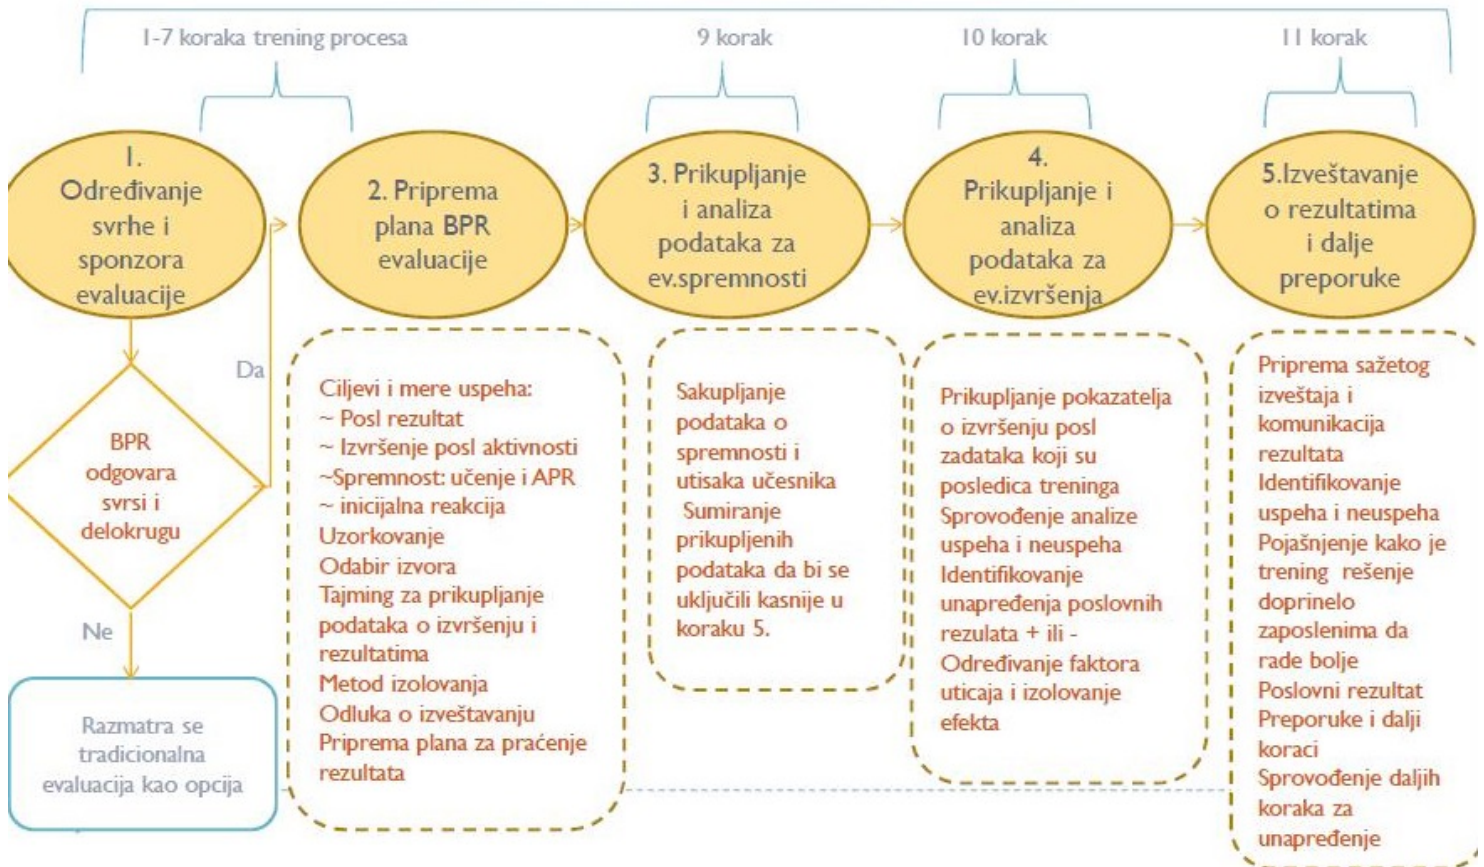 1-7 koraka trening procesa
9 korak
10 korak
11 korak
1.
Određivanje
svrhe i
sponzora
evaluacije
2. Priprema
plana BPR
evaluacije
3. Prikupljanje
i analiza
podataka za
ev.spremnosti
4.
Prikupljanje i
analiza
podataka za
ev.izvršenja
5.Izveštavanje
o rezultatima
i dalje
preporuke
Da
BPR
odgovara
svrsi i
delokrugu
Ne
Razmatra se
tradicionalna
evaluacija kao opcija
Ciljevi i mere uspeha:
~ Posl rezultat
~ Izvršenje posl aktivnosti
~Spremnost: učenje i APR
~ inicijalna reakcija
Uzorkovanje
Odabir izvora
Tajming za prikupljanje
podataka o izvršenju i
rezultatima
Metod izolovanja
Odluka o izveštavanju
Priprema plana za praćenje
rezultata
Sakupljanje
podataka o
spremnosti i
utisaka učesnika
Sumiranje
prikupljenih
podataka da bi se
uključili kasnije u
koraku 5.
Prikupljanje pokazatelja
o izvršenju posl
zadataka koji su
posledica treninga
Sprovođenje analize
uspeha i neuspeha
Identifikovanje
unapređenja poslovnih
rezulata + ili -
Određivanje faktora
uticaja i izolovanje
efekta
Priprema sažetog
izveštaja i
komunikacija
rezultata
Identifikovanje
uspeha i neuspeha
Pojašnjenje kako je
trening rešenje
doprinelo
zaposlenima da
rade bolje
Poslovni rezultat
Preporuke i dalji
koraci
Sprovođenje daljih
koraka za
unapređenje